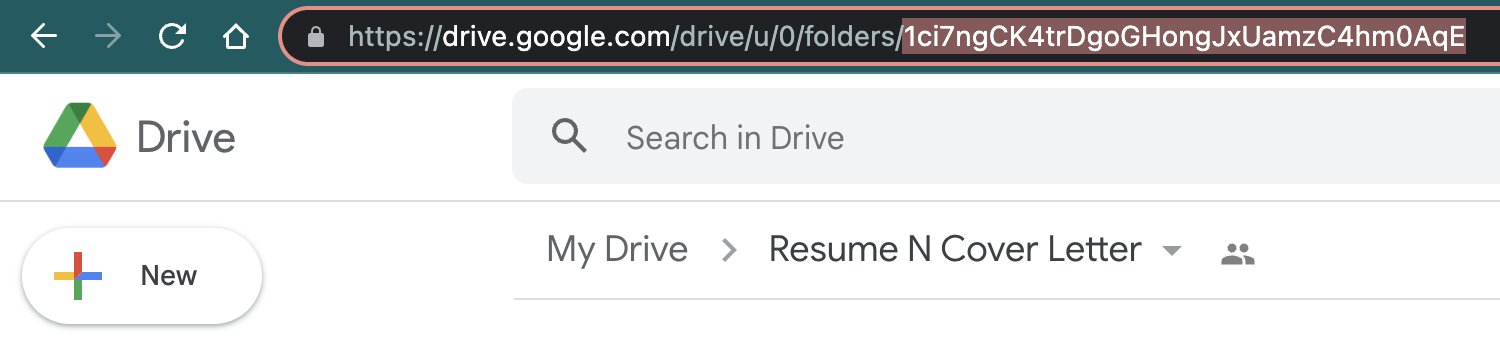 https://drive.google.com/drive/u/0/folders/1ci7ngCK4trDgoGHongJxUamzC4hm0AqE
Drive
Search in Drive
My Drive > Resume N Cover Letter
New